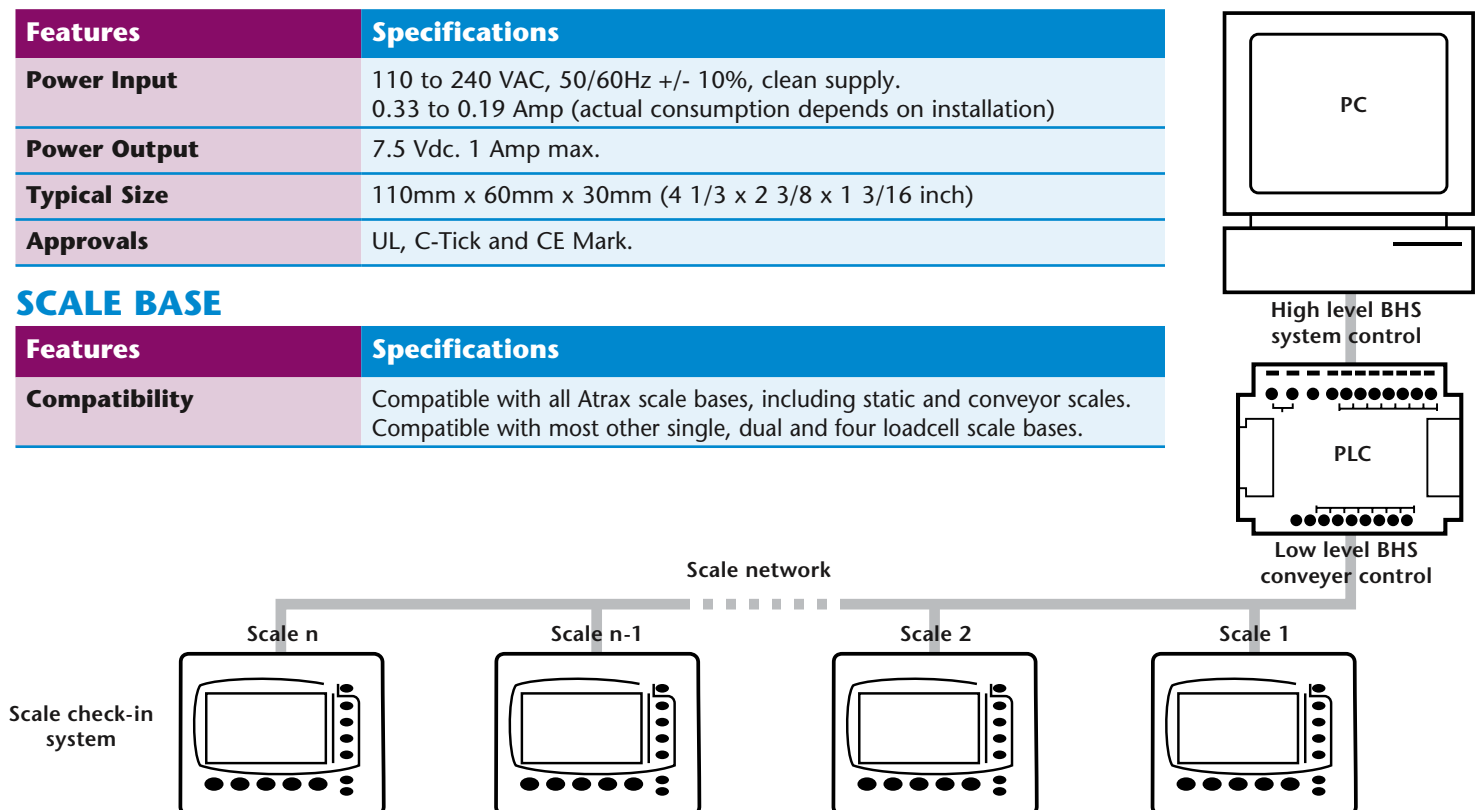 Features Specifications
Power Input 110 to 240 VAC, 50/60Hz +/- 10%, clean supply.
0.33 to 0.19 Amp (actual consumption depends on installation)
Power Output 7.5 Vdc. 1 Amp max.
Typical Size 110mm x 60mm x 30mm (4 1/3 x 2 3/8 x 1 3/16 inch)
Approvals UL, C-Tick and CE Mark.
SCALE BASE
Features Specifications
Compatibility Compatible with all Atrax scale bases, including static and conveyor scales.
Compatible with most other single, dual and four loadcell scale bases.
PC
High level BHS
system control
PLC
Low level BHS
conveyer control
Scale network
Scale n Scale n-1 Scale 2 Scale 1
Scale check-in
system